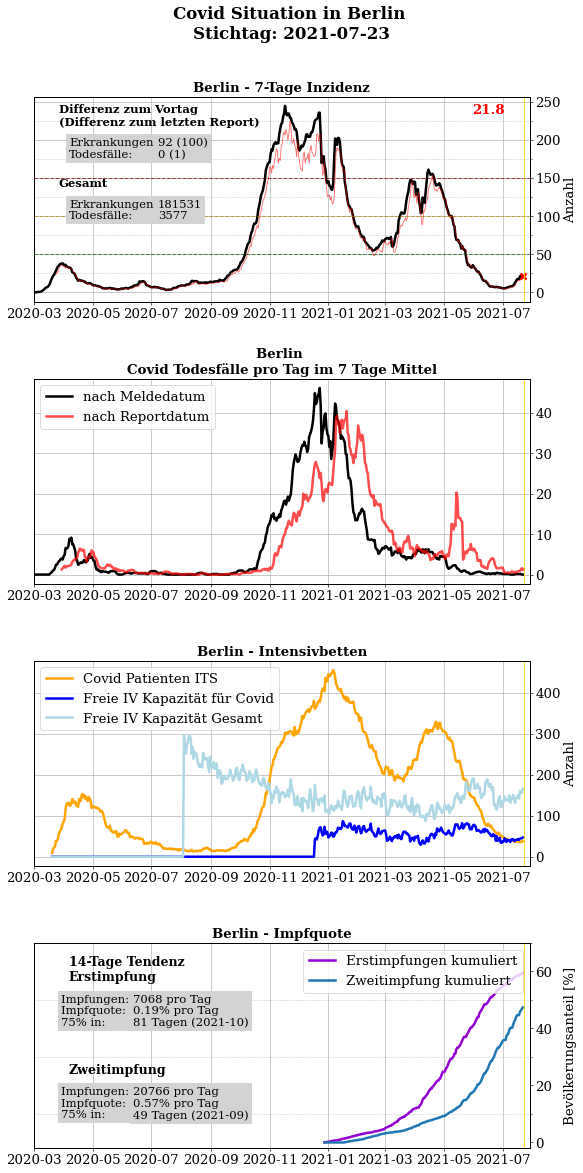 Covid Situation in Berlin
Stichtag: 2021-07-23
Berlin - 7-Tage Inzidenz
Differenz zum Vortag
(Differenz zum letzten Report)
Erkrankungen 92 (100)
Todesfälle: 0 (1)
Gesamt
Erkrankungen 181531
Todesfälle: 3577
21.8
250
200
150
100
50
0
Anzahl
2020-03 2020-05 2020-07 2020-09 2020-11 2021-01 2021-03 2021-05 2021-07
Berlin
Covid Todesfälle pro Tag im 7 Tage Mittel
nach Meldedatum
nach Reportdatum
40
30
20
10
0
2020-03 2020-05 2020-07 2020-09 2020-11 2021-01 2021-03 2021-05 2021-07
Berlin - Intensivbetten
Covid Patienten ITS
Freie IV Kapazität für Covid
Freie IV Kapazität Gesamt
400
300
200
100
0
Anzahl
2020-03 2020-05 2020-07 2020-09 2020-11 2021-01 2021-03 2021-05 2021-07
Berlin - Impfquote
14-Tage Tendenz
Erstimpfung
Impfungen: 7068 pro Tag
Impfquote: 0.19% pro Tag
75% in: 81 Tagen (2021-10)
Zweitimpfung
Impfungen: 20766 pro Tag
Impfquote: 0.57% pro Tag
75% in: 49 Tagen (2021-09)
Erstimpfungen kumuliert
Zweitimpfung kumuliert
60
40
20
0
Bevölkerungsanteil [%]
2020-03 2020-05 2020-07 2020-09 2020-11 2021-01 2021-03 2021-05 2021-07